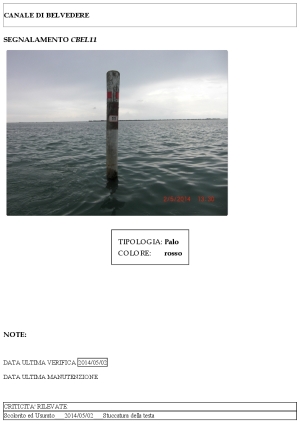 CANALE DI BELVEDERE
SEGNALAMENTO CBEL11
TIPOLOGIA: Palo
COLORE: rosso
NOTE:
DATA ULTIMA VERIFICA 2014/05/02
DATA ULTIMA MANUTENZIONE
CRITICITA' RILEVATE
Scolorito ed Usurato 2014/05/02 Stuccatura della testa